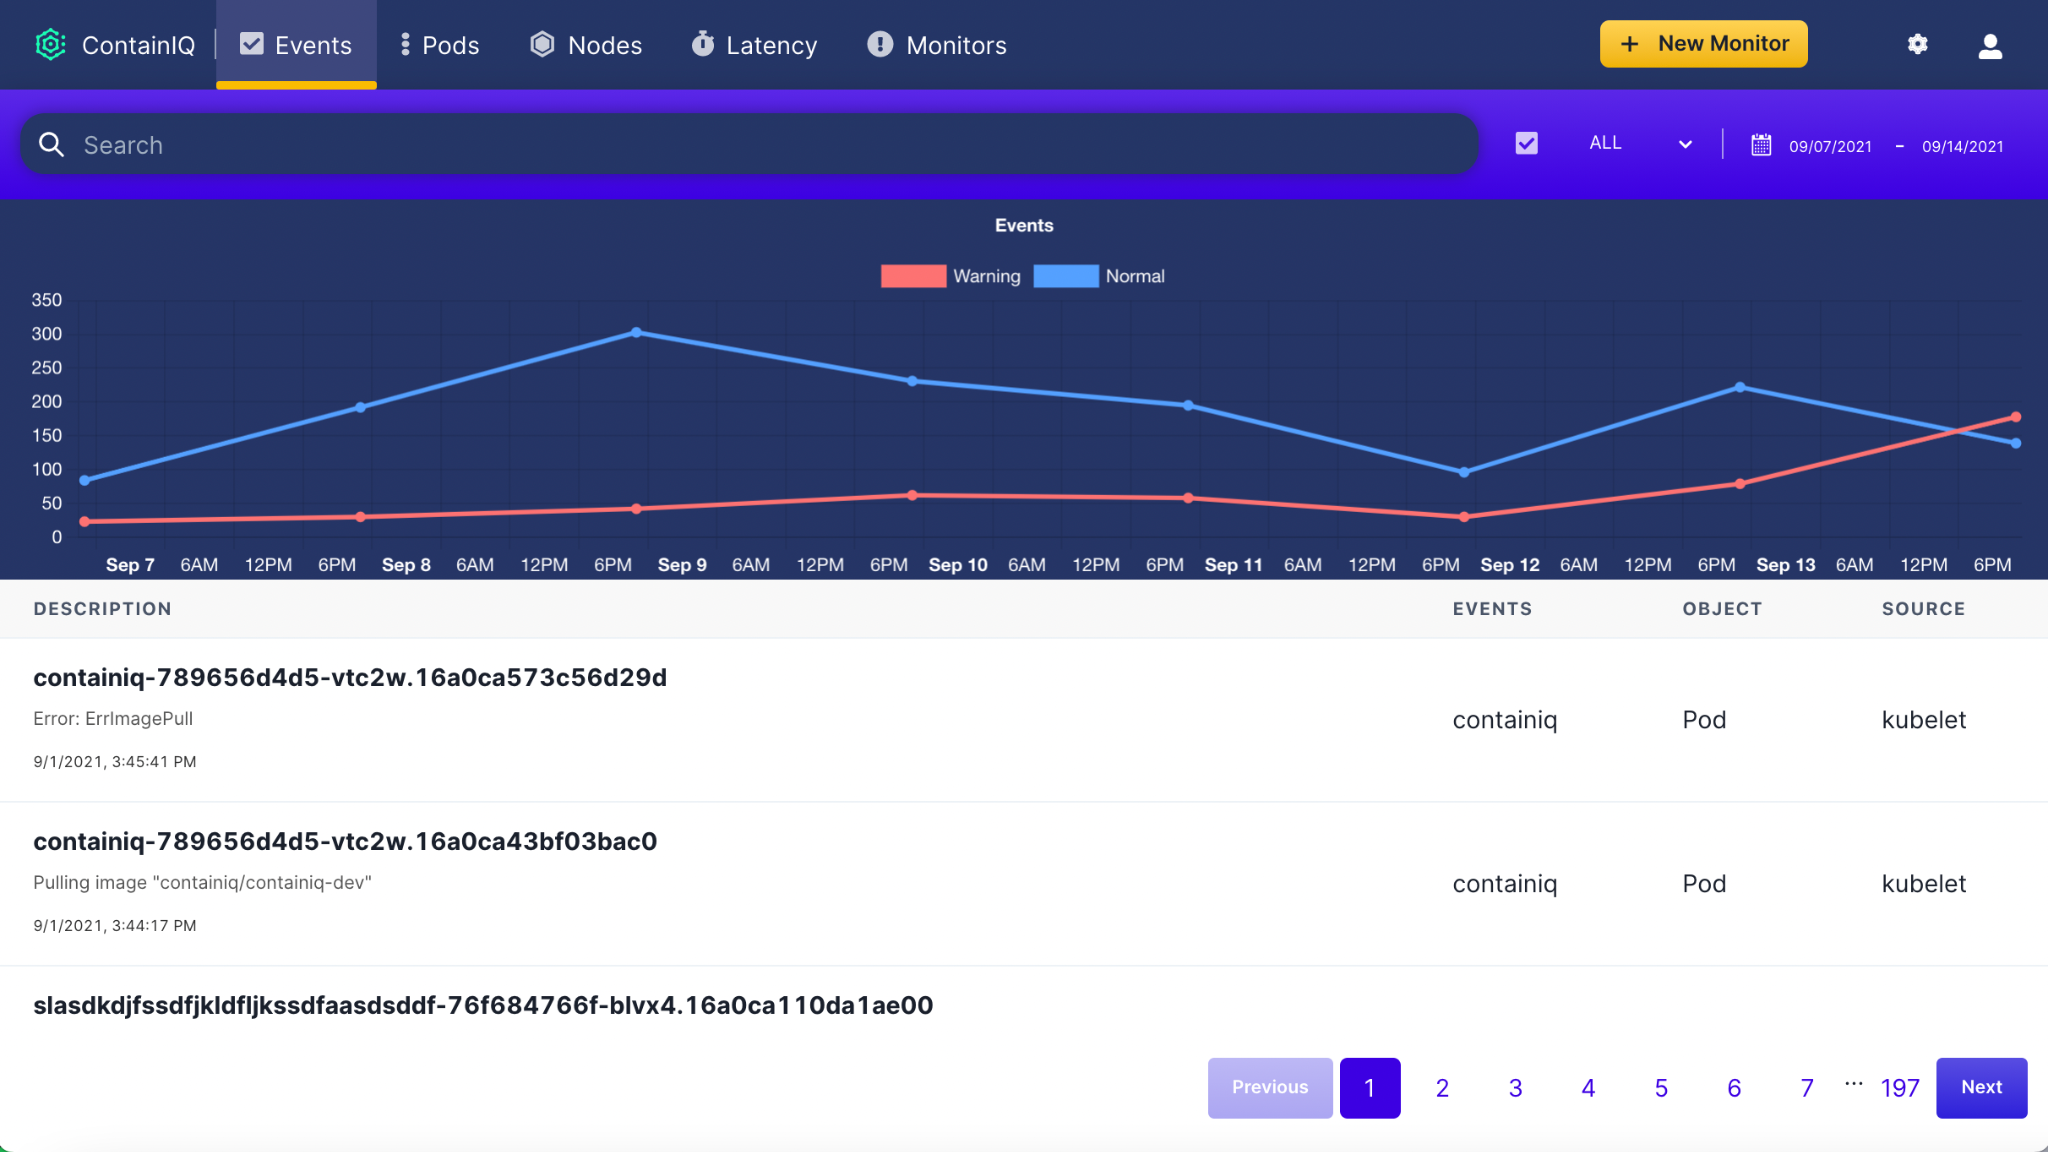 ContainIQ Events Pods Nodes Latency Monitors + New Monitor
Search ALL 09/07/2021 - 09/14/2021
Events
Warning Normal
350
300
250
200
150
100
50
0
Sep 7 6AM 12PM 6PM Sep 8 6AM 12PM 6PM Sep 9 6AM 12PM 6PM Sep 10 6AM 12PM 6PM Sep 11 6AM 12PM 6PM Sep 12 6AM 12PM 6PM Sep 13 6AM 12PM 6PM
DESCRIPTION EVENTS OBJECT SOURCE
containiq-789656d4d5-vtc2w.16a0ca573c56d29d
Error: ErrImagePull
containiq Pod kubelet
9/1/2021, 3:45:41 PM
containiq-789656d4d5-vtc2w.16a0ca43bf03bac0
Pulling image "containiq/containiq-dev"
containiq Pod kubelet
9/1/2021, 3:44:17 PM
slasdkdjfssdfjkldfljkssdfaasdsddf-76f684766f-blvx4.16a0ca110da1ae00
Previous 1 2 3 4 5 6 7 ... 197 Next